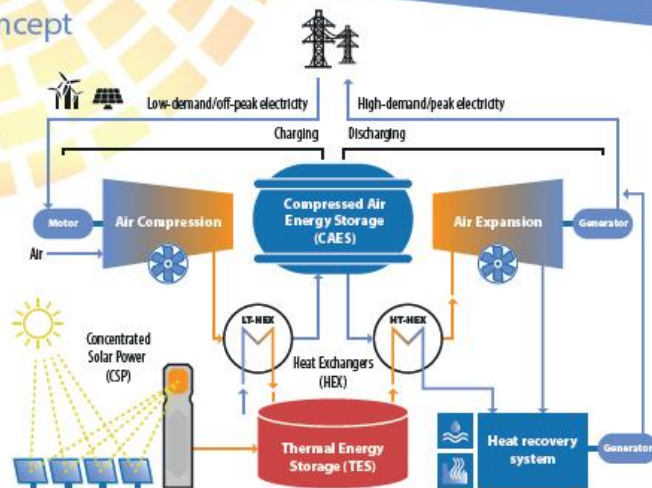 Low-demand/off-peak electricity
High-demand/peak electricity
Charging
Discharging
Motor
Air Compression
Compressed Air
Energy Storage
(CAES)
Air Expansion
Generator
Air
LT-HEX
HT-HEX
Concentrated
Solar Power
(CSP)
Heat Exchangers
(HEX)
Thermal Energy
Storage (TES)
Heat recovery
system
Generator